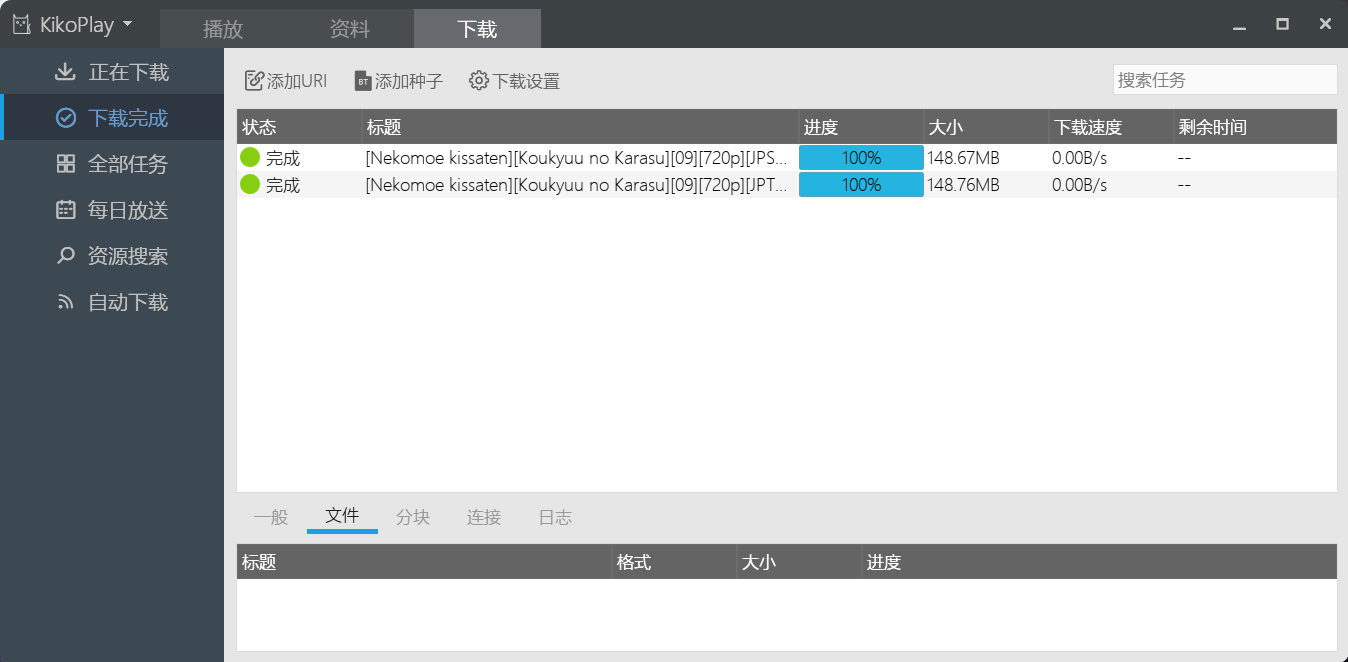 KikoPlay
播放 资料 下载
正在下载
下载完成
全部任务
每日放送
资源搜索
自动下载
添加URI BT 添加种子 下载设置 搜索任务
状态 标题 进度 大小 下载速度 剩余时间
完成 [Nekomoe kissaten][Koukyuu no Karasu][09][720p][JPS... 100% 148.67MB 0.00B/s --
完成 [Nekomoe kissaten][Koukyuu no Karasu][09][720p][JPT... 100% 148.76MB 0.00B/s --
一般 文件 分块 连接 日志
标题 格式 大小 进度